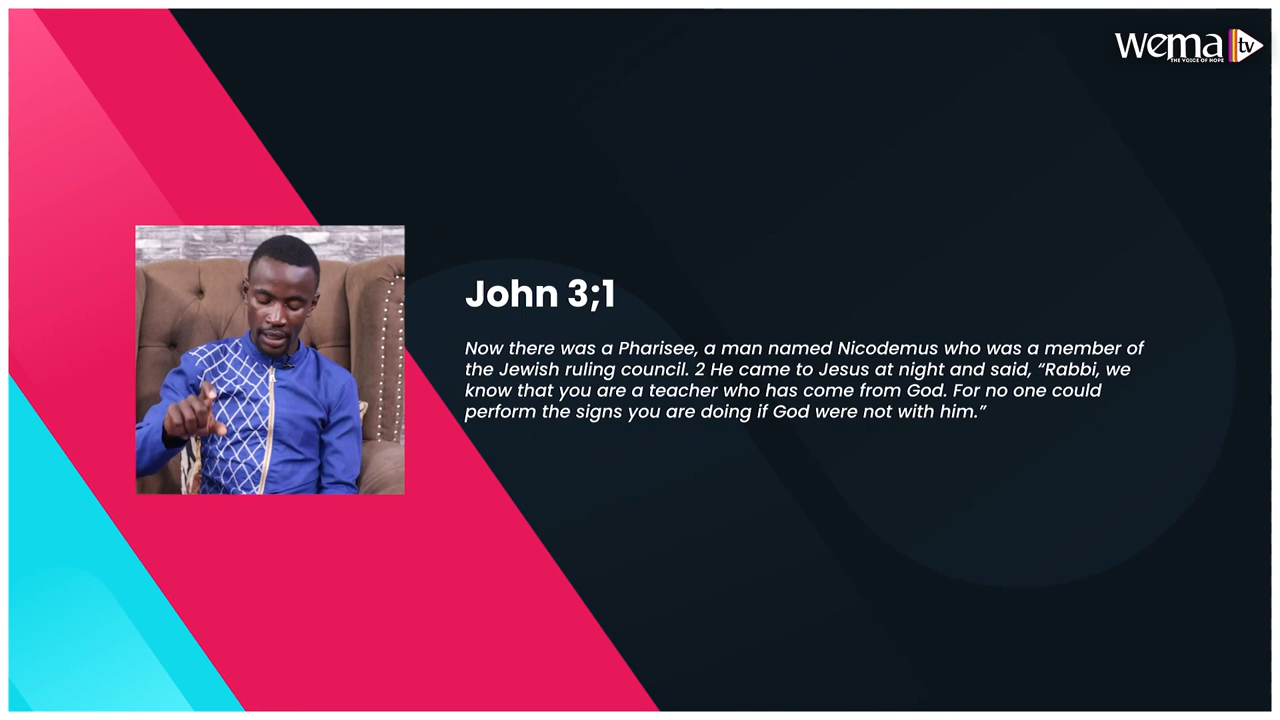 wema tv
THE VOICE OF HOPE
John 3;1
Now there was a Pharisee, a man named Nicodemus who was a member of
the Jewish ruling council. 2 He came to Jesus at night and said, “Rabbi, we
know that you are a teacher who has come from God. For no one could
perform the signs you are doing if God were not with him.”